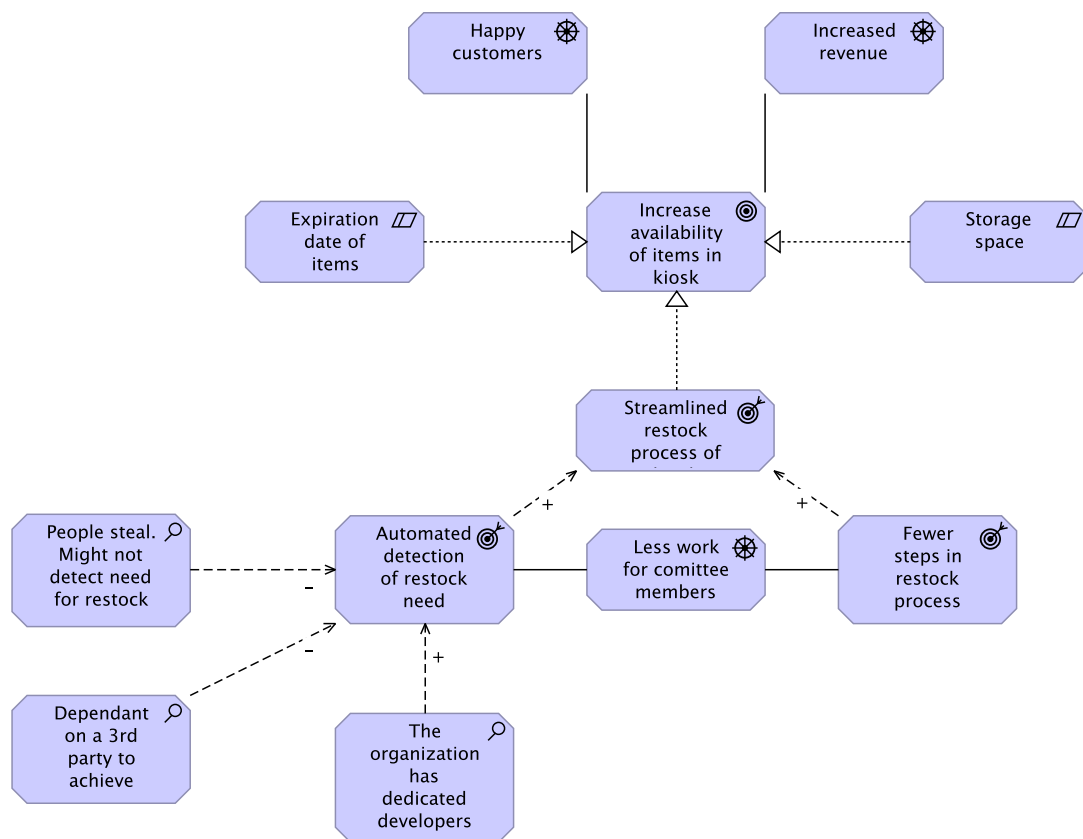 Happy
customers
Increased
revenue
Expiration
date of
items
Increase
availability
of items in
kiosk
Storage
space
Streamlined
restock
process of
+
+
People steal.
Might not
detect need
for restock
-
Automated
detection
of restock
need
Less work
for comittee
members
Fewer
steps in
restock
process
-
+
Dependant
on a 3rd
party to
achieve
The
organization
has
dedicated
developers